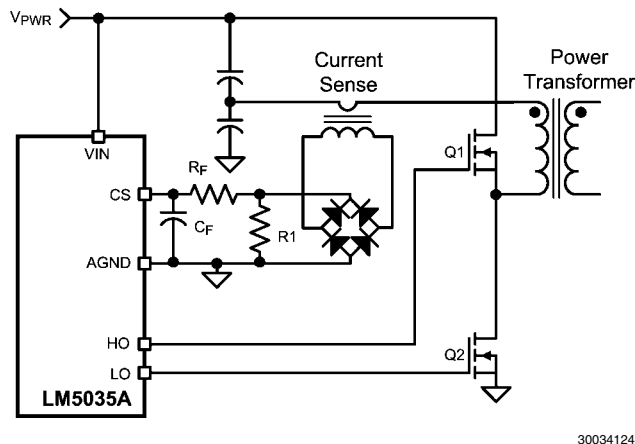 VPWR
Current
Sense
Power
Transformer
VIN
Q1
RF
CS
CF
R1
AGND
HO
Q2
LO
LM5035A
30034124